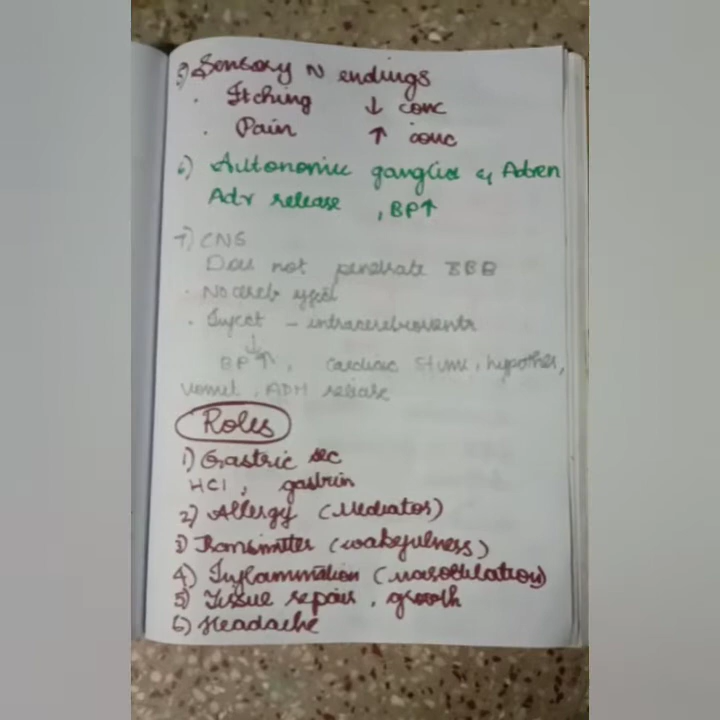 5) Sensory N endings
· Itching ↓ conc
· Pain ↑ conc
6) Autonomic ganglia & Adren
Adr release , BP↑
7) CNS
Does not penetrate BBB
· No cereb effect
· Inject - intracerebroventr
↓
BP↑, Cardiac stimu, hypother,
Vomit, ADH release
Roles
1) Gastric sec
HCl, gastrin
2) Allergy (Mediator)
3) Transmitter (wakefulness)
4) Inflammation (vasodilation)
5) Tissue repair, growth
6) Headache